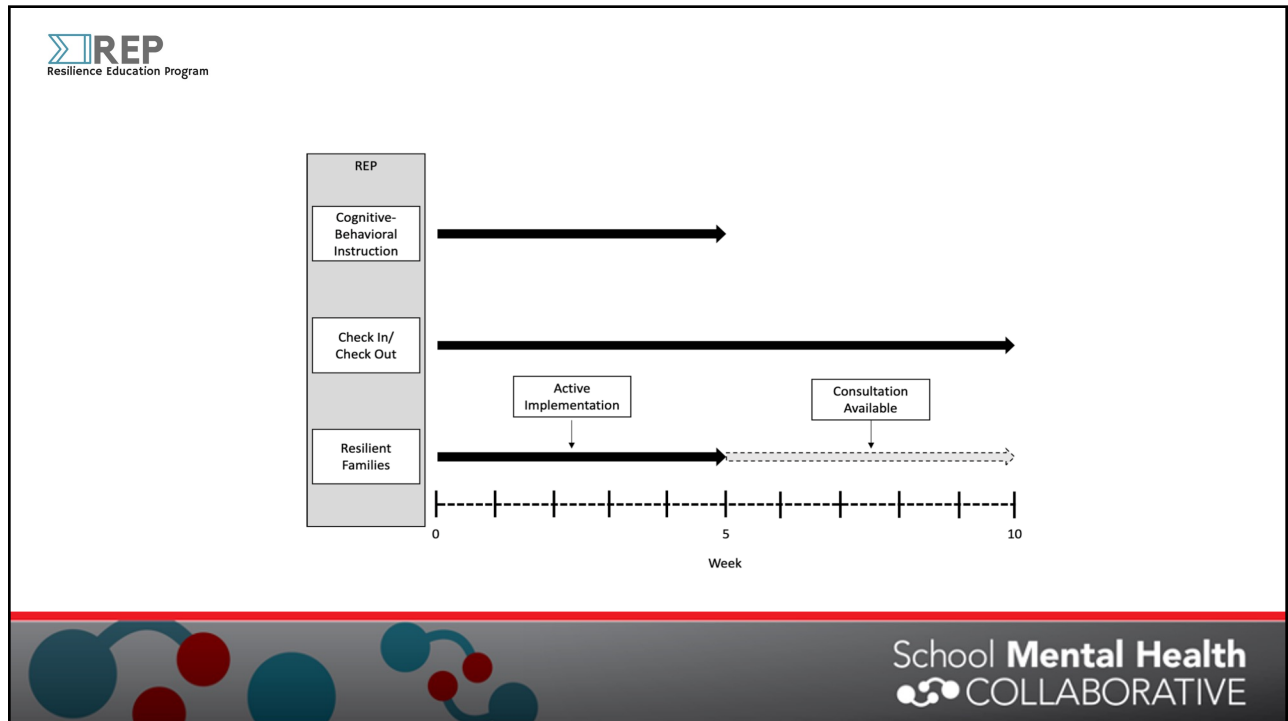 REP
Resilience Education Program
REP
Cognitive-
Behavioral
Instruction
Check In/
Check Out
Active
Implementation
Consultation
Available
Resilient
Families
0
5
10
Week
School Mental Health
COLLABORATIVE